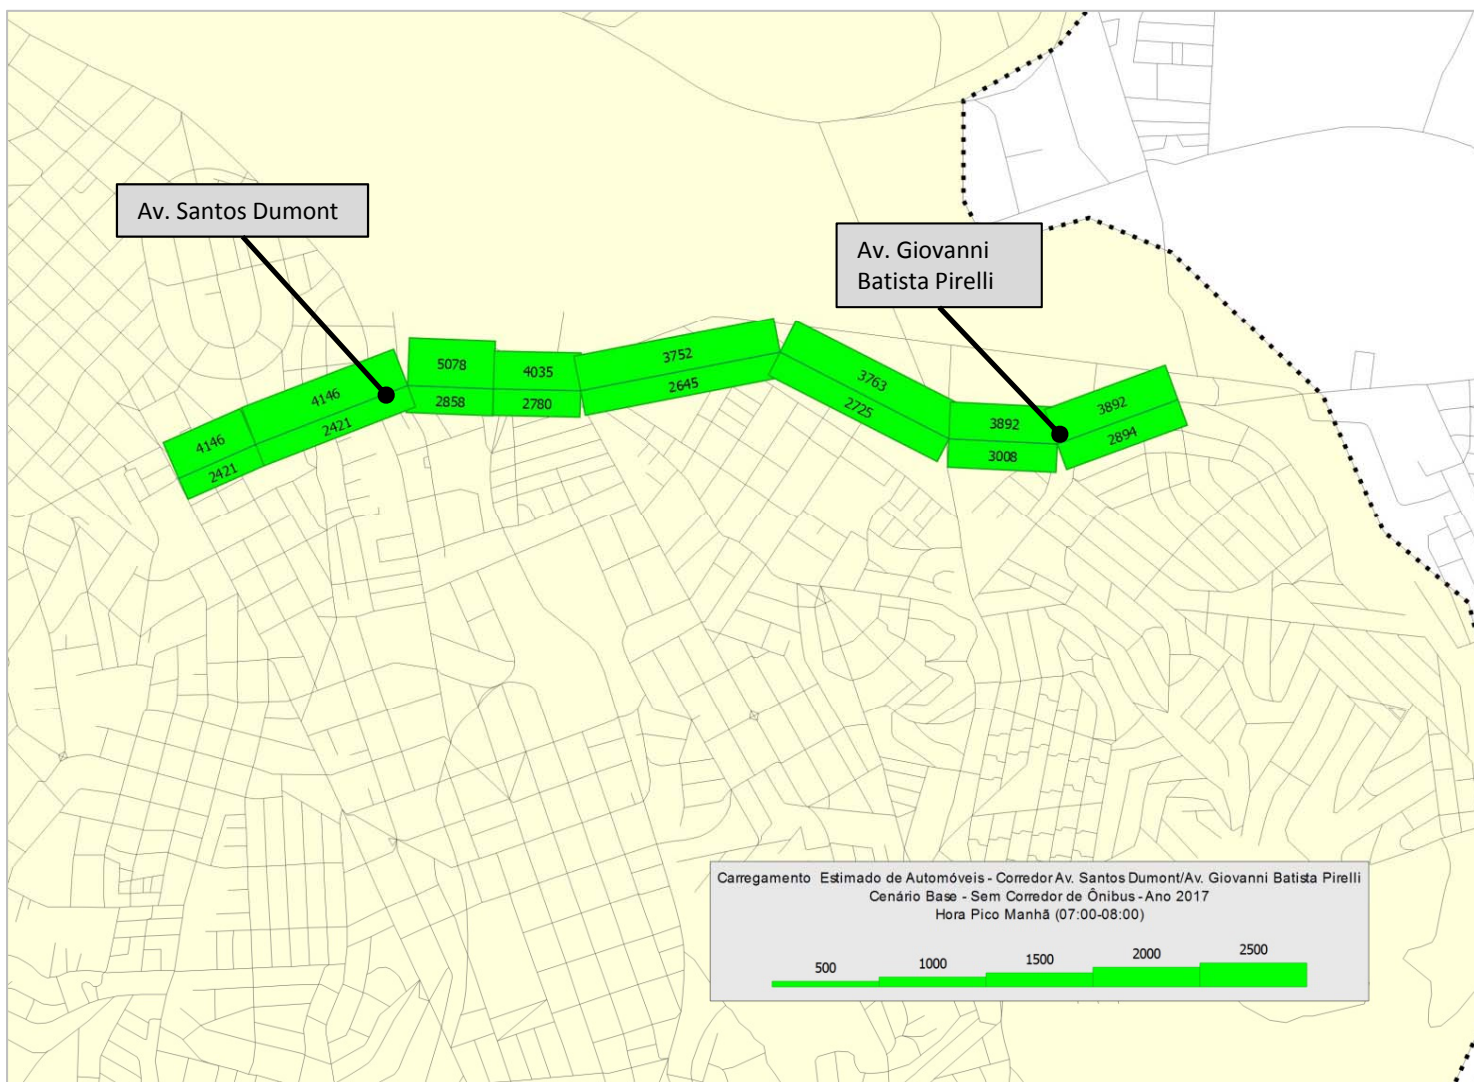 Av. Santos Dumont
Av. Giovanni
Batista Pirelli
5078
4035
3752
3763
3892
3892
4146
4146
2858
2780
2645
2725
3008
2894
2421
2421
Carregamento Estimado de Automóveis - Corredor Av. Santos Dumont/Av. Giovanni Batista Pirelli
Cenário Base - Sem Corredor de Ônibus - Ano 2017
Hora Pico Manhã (07:00-08:00)
500 1000 1500 2000 2500